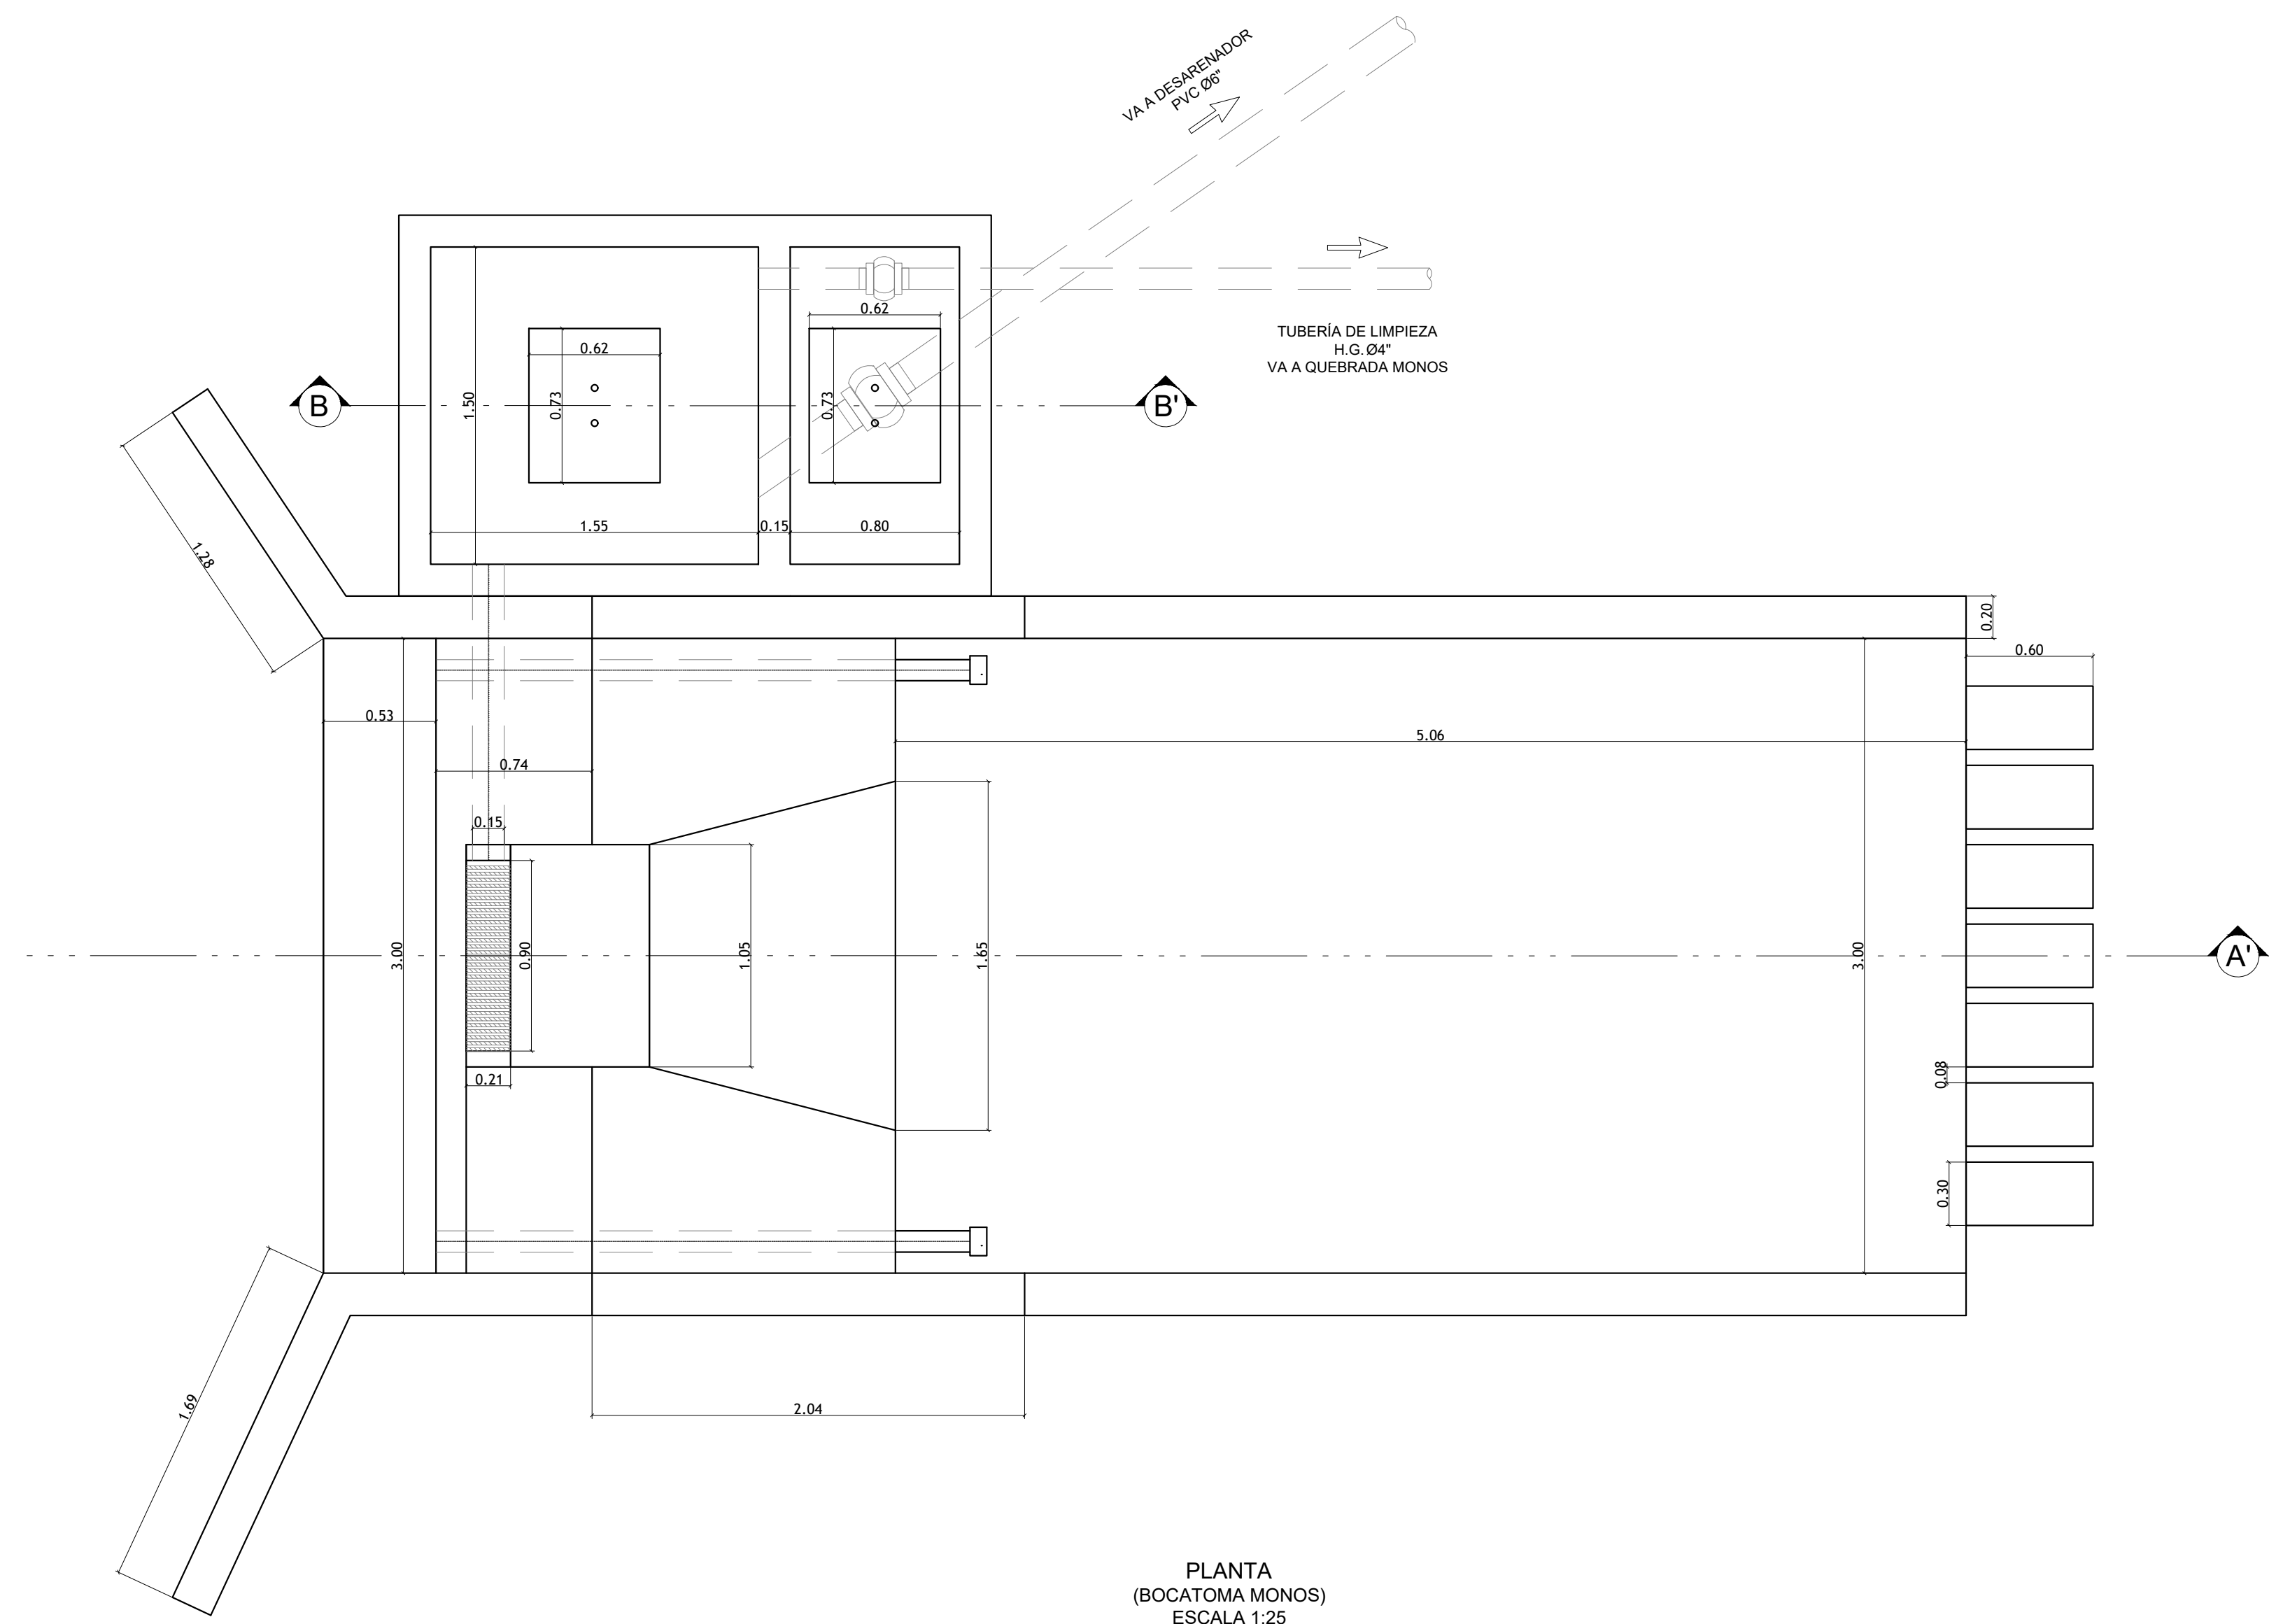 VA A DESARENADOR
PVC Ø6"
0.62
TUBERÍA DE LIMPIEZA
H.G. Ø4"
VA A QUEBRADA MONOS
0.62
B
1.50
0.73
0.73
B'
1.55
0.15
0.80
1.28
0.20
0.60
0.53
5.06
0.74
0.15
3.00
0.90
1.05
1.65
3.00
A'
0.21
0.08
0.30
1.69
2.04
PLANTA
(BOCATOMA MONOS)
ESCALA 1:25